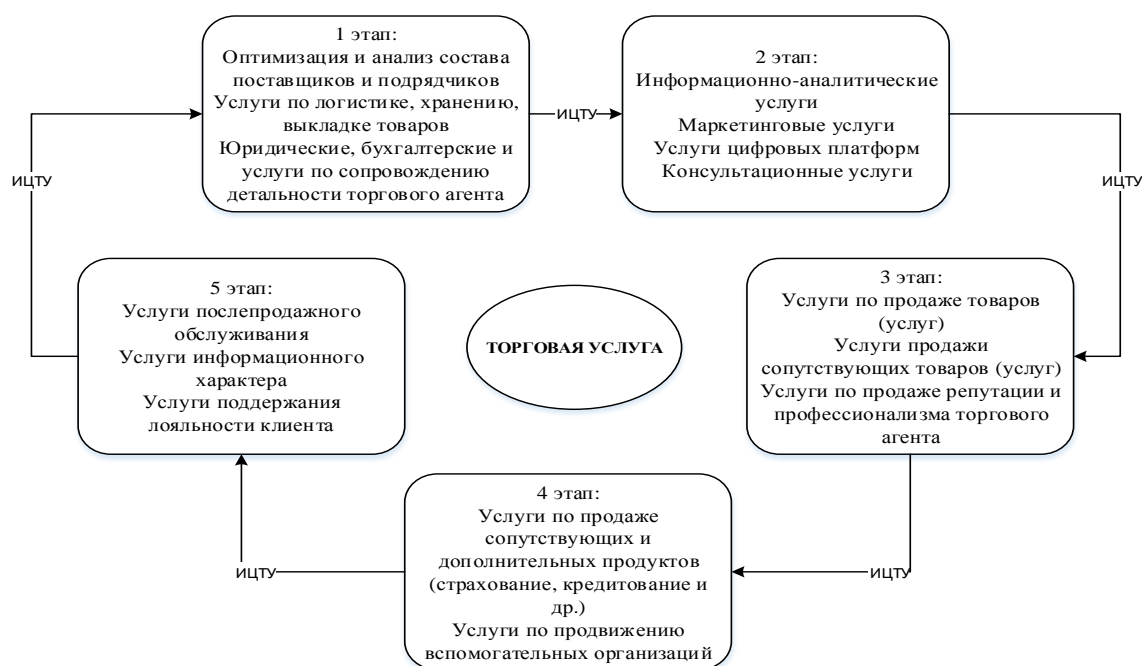 1 этап:
Оптимизация и анализ состава
поставщиков и подрядчиков
Услуги по логистике, хранению,
выкладке товаров
Юридические, бухгалтерские и
услуги по сопровождению
детальности торгового агента
ИЦТУ
2 этап:
Информационно-аналитические
услуги
Маркетинговые услуги
Услуги цифровых платформ
Консультационные услуги
ИЦТУ
3 этап:
Услуги по продаже товаров
(услуг)
Услуги продажи
сопутствующих товаров (услуг)
Услуги по продаже репутации и
профессионализма торгового
агента
ИЦТУ
4 этап:
Услуги по продаже
сопутствующих и
дополнительных продуктов
(страхование, кредитование и
др.)
Услуги по продвижению
вспомогательных организаций
ИЦТУ
5 этап:
Услуги послепродажного
обслуживания
Услуги информационного
характера
Услуги поддержания
лояльности клиента
ИЦТУ
ТОРГОВАЯ УСЛУГА